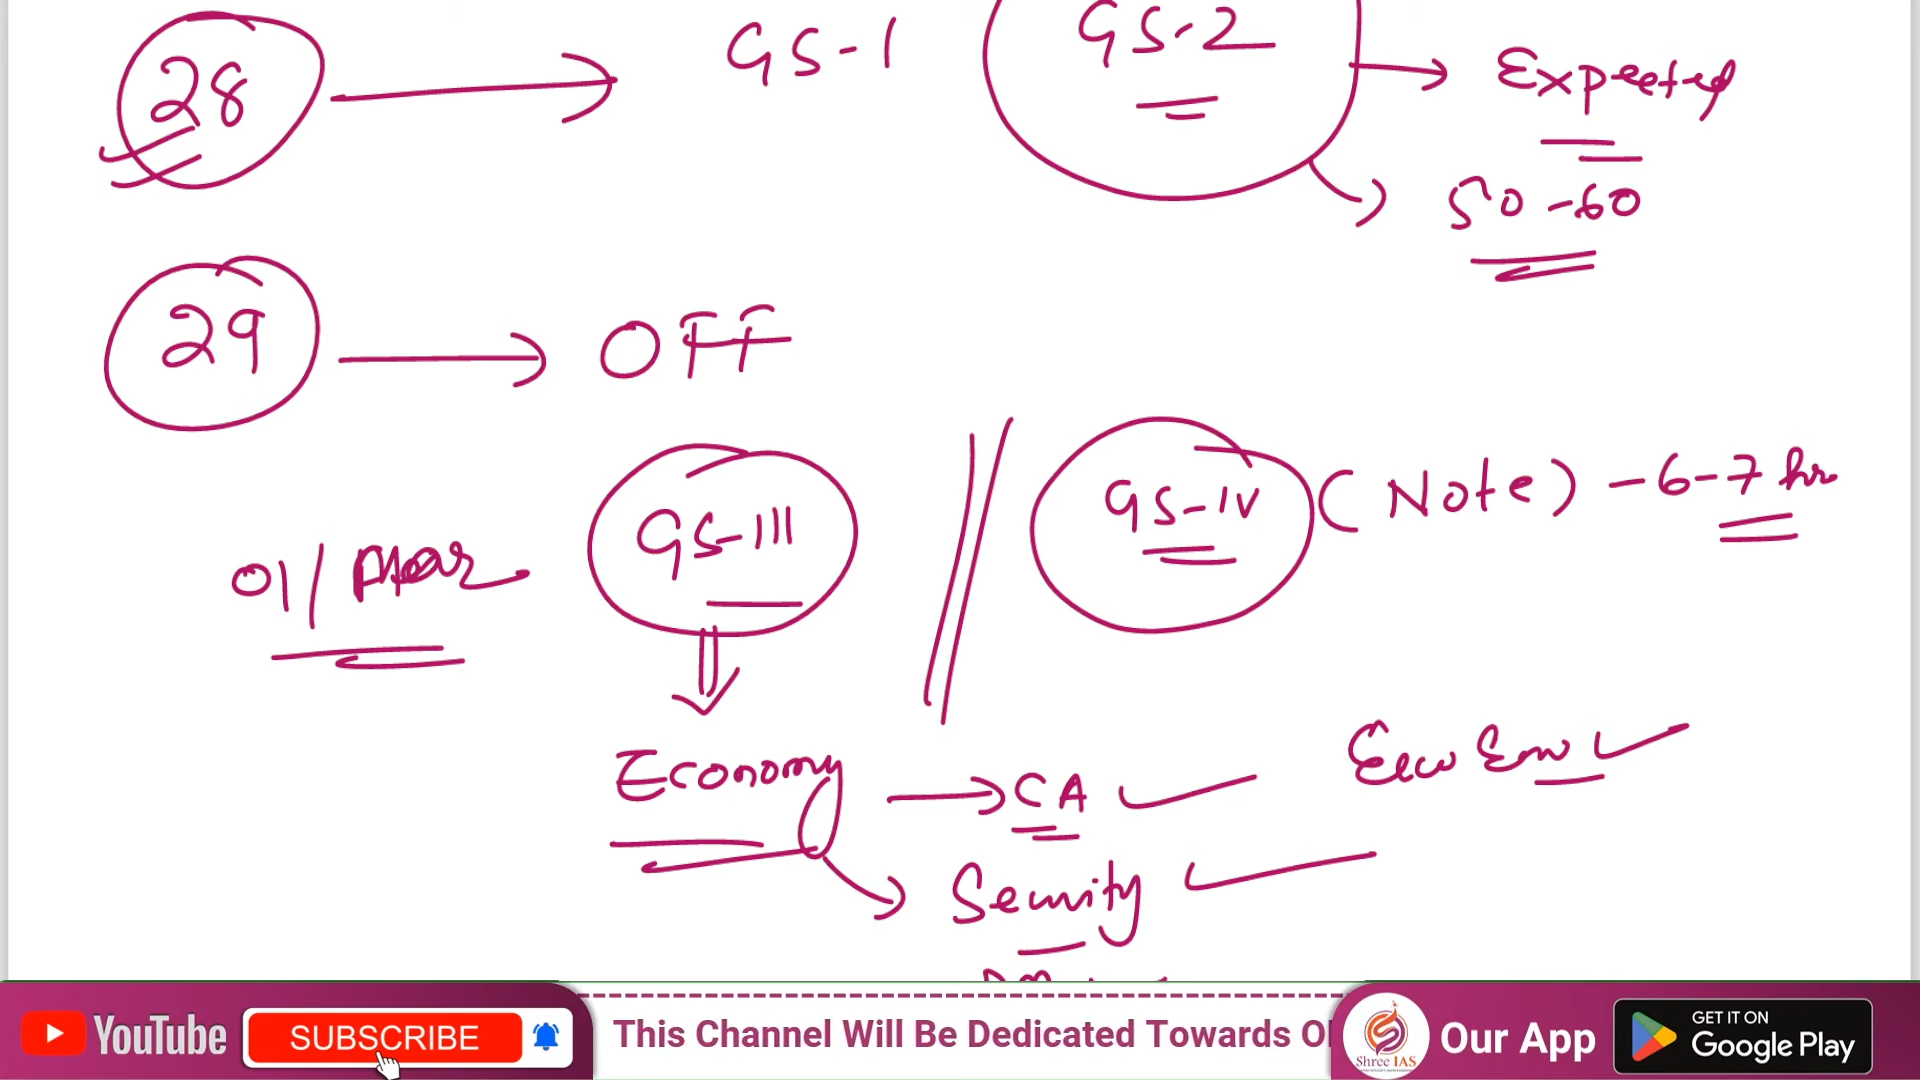 28 → GS-1 GS-2 → Expected
50-60
29 → OFF
GS-III GS-IV (Note) - 6-7 hr
01/Mar
Economy → CA ✓ Eco Env ✓
Security ✓
YouTube SUBSCRIBE This Channel Will Be Dedicated Towards O Shree IAS Our App GET IT ON Google Play